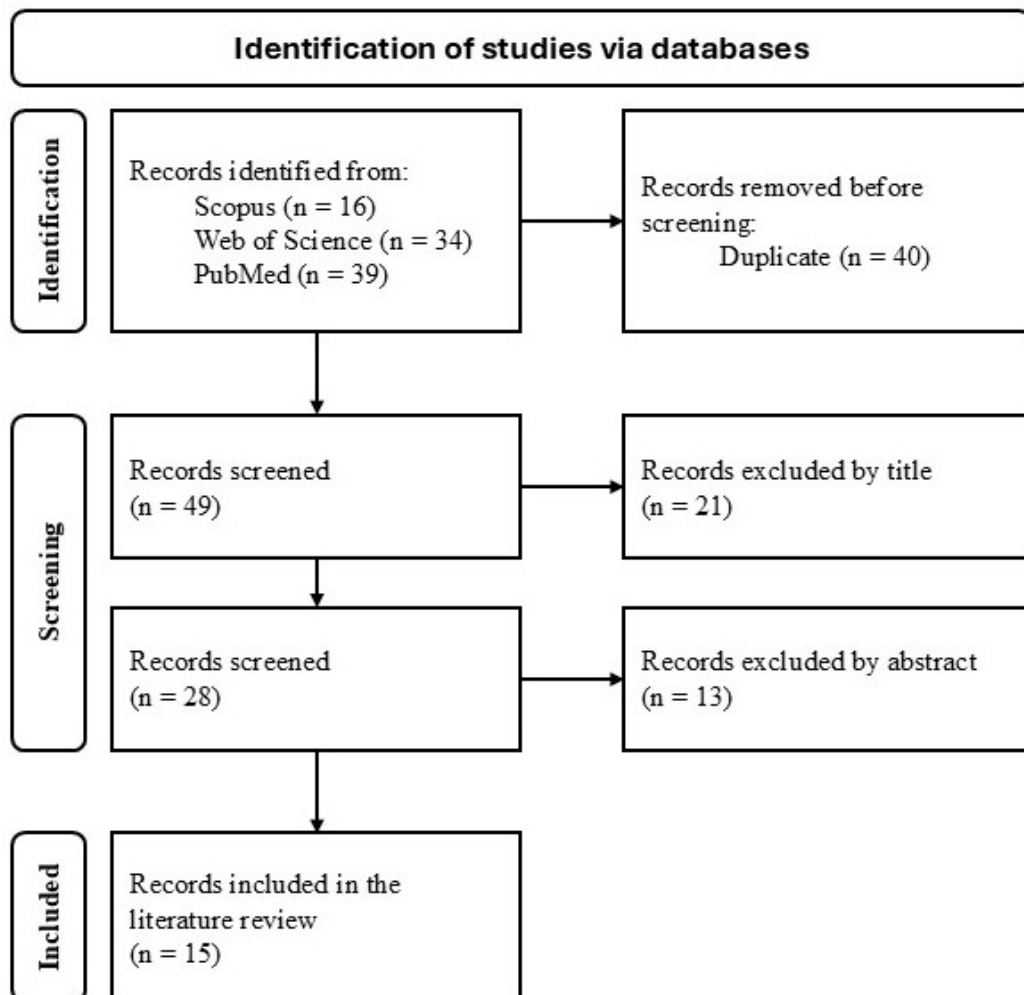 Identification of studies via databases
Identification
Records identified from:
Scopus (n = 16)
Web of Science (n = 34)
PubMed (n = 39)
Records removed before
screening:
Duplicate (n = 40)
Screening
Records screened
(n = 49)
Records excluded by title
(n = 21)
Records screened
(n = 28)
Records excluded by abstract
(n = 13)
Included
Records included in the
literature review
(n = 15)